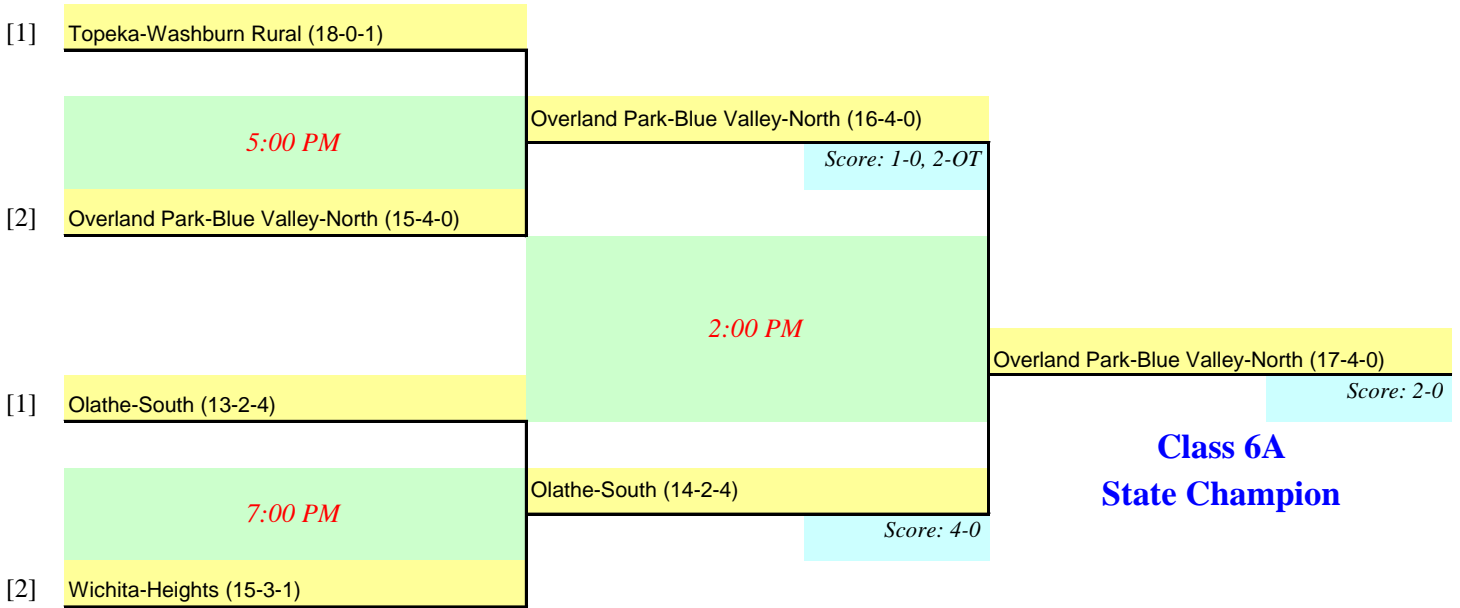 [1] Topeka-Washburn Rural (18-0-1)
5:00 PM
Overland Park-Blue Valley-North (16-4-0)
Score: 1-0, 2-OT
[2] Overland Park-Blue Valley-North (15-4-0)
2:00 PM
Overland Park-Blue Valley-North (17-4-0)
Score: 2-0
[1] Olathe-South (13-2-4)
Class 6A
State Champion
7:00 PM
Olathe-South (14-2-4)
Score: 4-0
[2] Wichita-Heights (15-3-1)